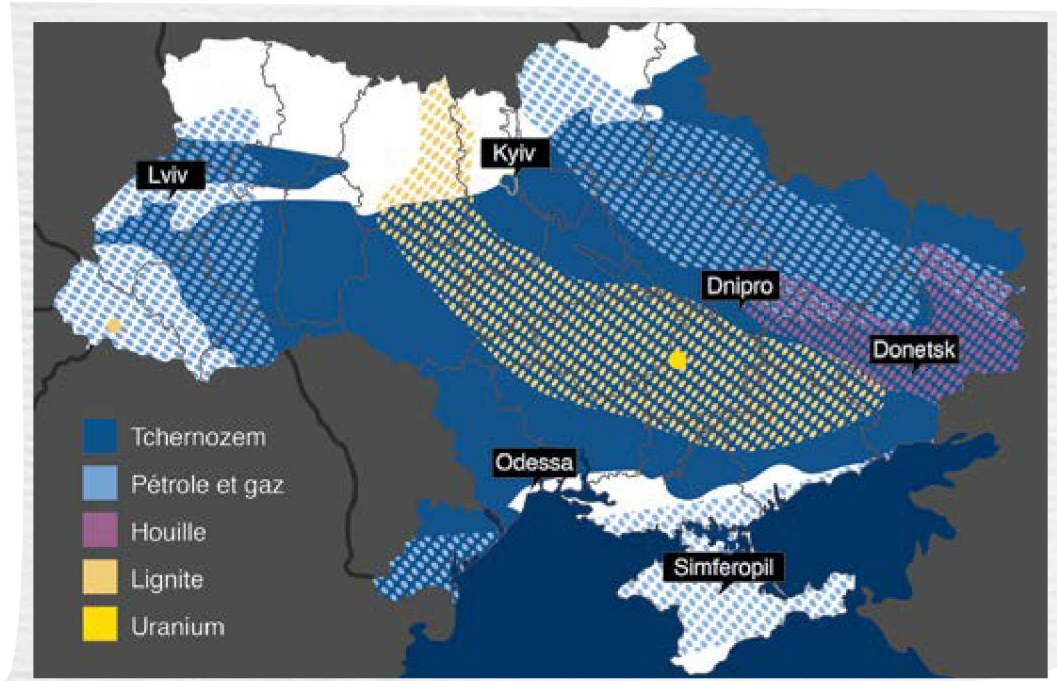 Kyiv
Lviv
Dnipro
Donetsk
Odessa
Simferopil
Tchernozem
Pétrole et gaz
Houille
Lignite
Uranium